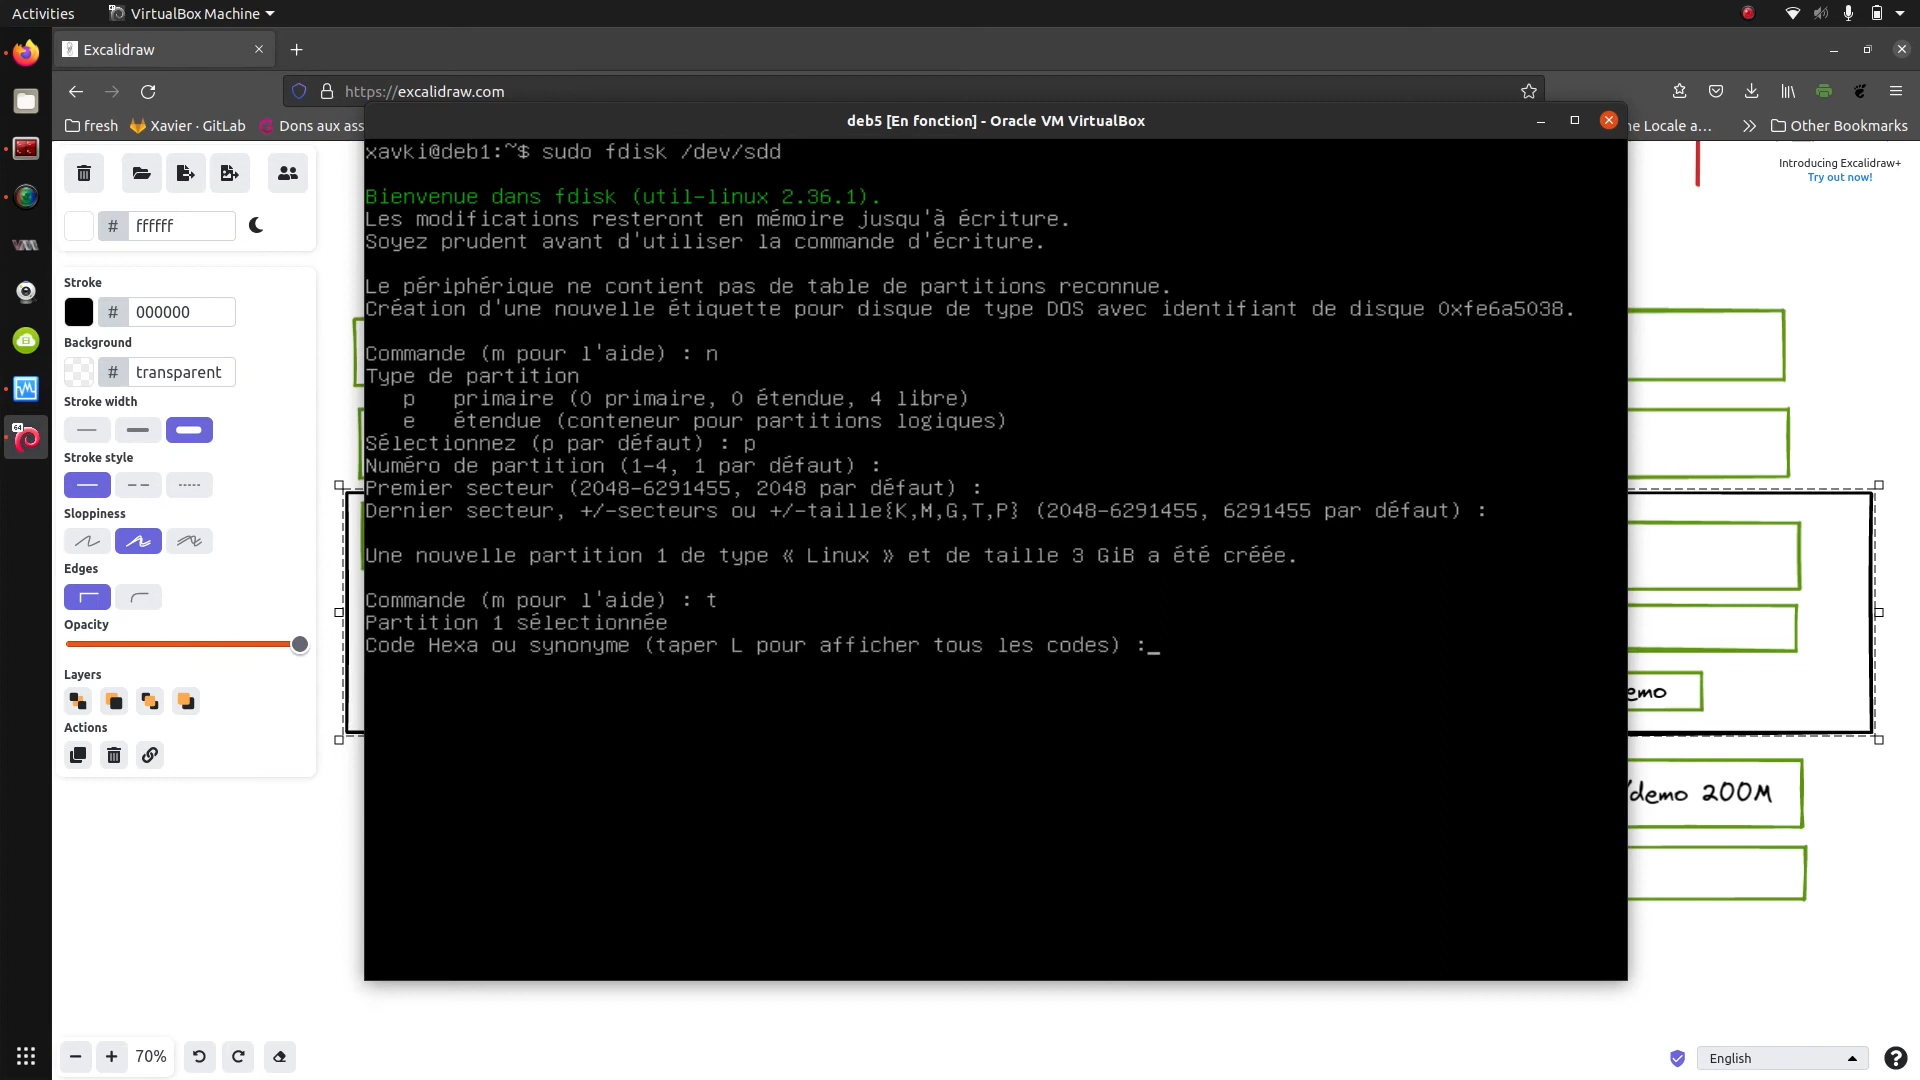 Activities
VirtualBox Machine
Excalidraw
https://excalidraw.com
fresh
Xavier · GitLab
Dons aux ass
ne Locale a...
Other Bookmarks
deb5 [En fonction] - Oracle VM VirtualBox
Introducing Excalidraw+
Try out now!
# ffffff
Stroke
# 000000
Background
# transparent
Stroke width
Stroke style
Sloppiness
Edges
Opacity
Layers
Actions
xavki@deb1:~$ sudo fdisk /dev/sdd
Bienvenue dans fdisk (util-linux 2.36.1).
Les modifications resteront en mémoire jusqu'à écriture.
Soyez prudent avant d'utiliser la commande d'écriture.
Le périphérique ne contient pas de table de partitions reconnue.
Création d'une nouvelle étiquette pour disque de type DOS avec identifiant de disque 0xfe6a5038.
Commande (m pour l'aide) : n
Type de partition
p primaire (0 primaire, 0 étendue, 4 libre)
e étendue (conteneur pour partitions logiques)
Sélectionnez (p par défaut) : p
Numéro de partition (1-4, 1 par défaut) :
Premier secteur (2048-6291455, 2048 par défaut) :
Dernier secteur, +/-secteurs ou +/-taille{K,M,G,T,P} (2048-6291455, 6291455 par défaut) :
Une nouvelle partition 1 de type « Linux » et de taille 3 GiB a été créée.
Commande (m pour l'aide) : t
Partition 1 sélectionnée
Code Hexa ou synonyme (taper L pour afficher tous les codes) :_
emo
/demo 200M
70%
English
64